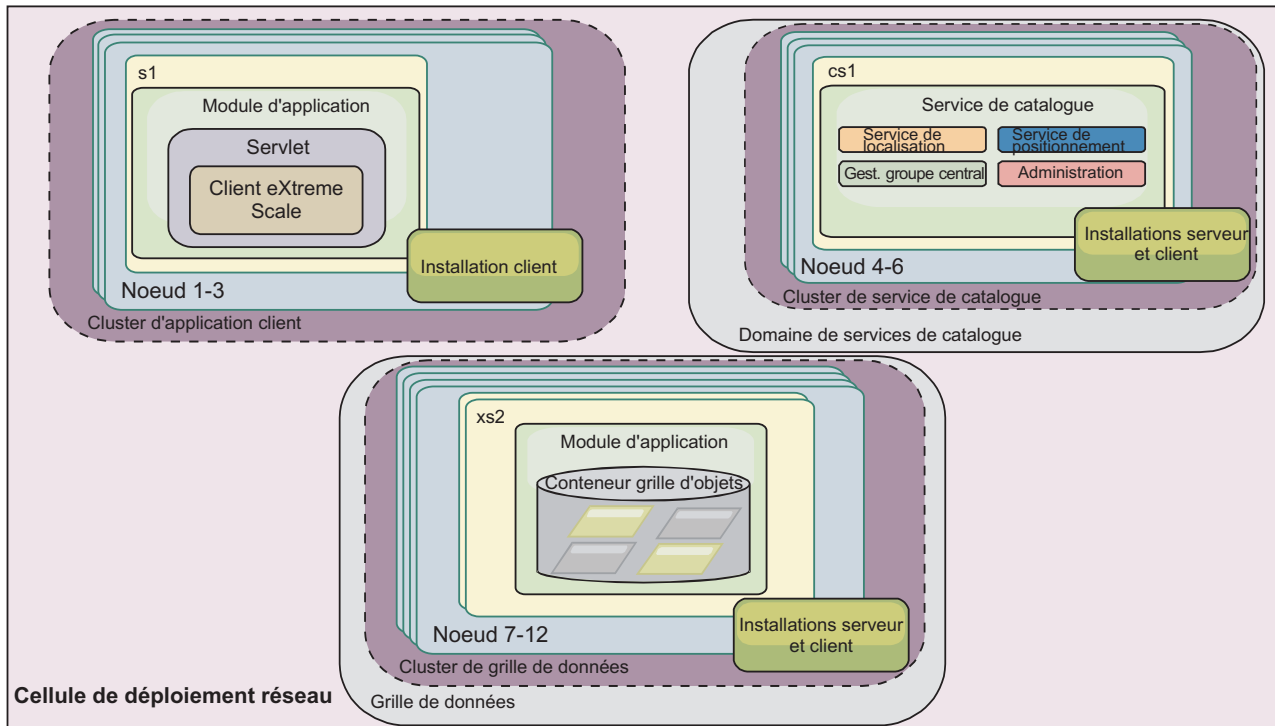 s1
Module d'application
Servlet
Client eXtreme
Scale
Installation client
Noeud 1-3
Cluster d'application client
cs1
Service de catalogue
Service de
localisation
Service de
positionnement
Gest. groupe central
Administration
Installations serveur
et client
Noeud 4-6
Cluster de service de catalogue
Domaine de services de catalogue
xs2
Module d'application
Conteneur grille d'objets
Installations serveur
et client
Noeud 7-12
Cluster de grille de données
Grille de données
Cellule de déploiement réseau